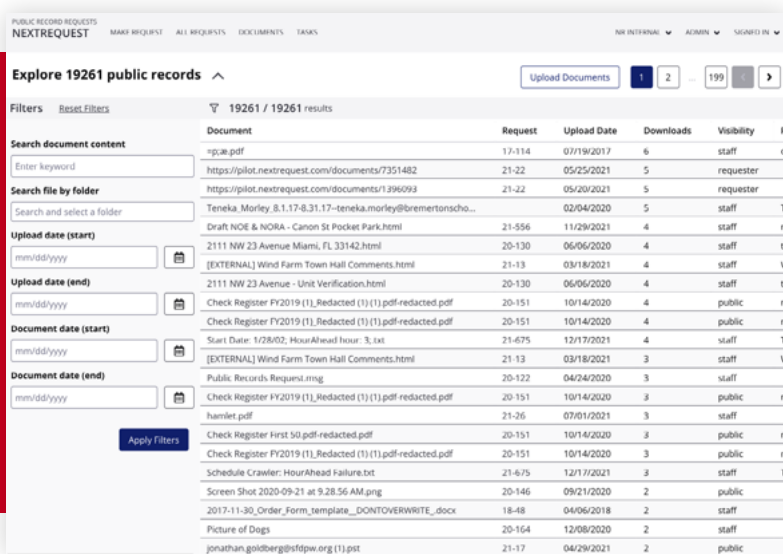 PUBLIC RECORD REQUESTS
NEXTREQUEST MAKE REQUEST ALL REQUESTS DOCUMENTS TASKS NR INTERNAL ADMIN SIGNED IN
Explore 19261 public records Upload Documents 1 2 ... 199
Filters Reset Filters 19261 / 19261 results
Document Request Upload Date Downloads Visibility
Search document content
=p;æ.pdf 17-114 07/19/2017 6 staff
Enter keyword
https://pilot.nextrequest.com/documents/7351482 21-22 05/25/2021 5 requester
Search file by folder
https://pilot.nextrequest.com/documents/1396093 21-22 05/20/2021 5 requester
Search and select a folder
Teneka_Morley_8.1.17-8.31.17--teneka.morley@bremertonscho... 02/04/2020 5 staff
Upload date (start)
Draft NOE & NORA - Canon St Pocket Park.html 21-556 11/29/2021 4 staff
mm/dd/yyyy
2111 NW 23 Avenue Miami, FL 33142.html 20-130 06/06/2020 4 staff
[EXTERNAL] Wind Farm Town Hall Comments.html 21-13 03/18/2021 4 staff
Upload date (end)
2111 NW 23 Avenue - Unit Verification.html 20-130 06/06/2020 4 staff
mm/dd/yyyy
Check Register FY2019 (1)_Redacted (1) (1).pdf-redacted.pdf 20-151 10/14/2020 4 public
Check Register FY2019 (1)_Redacted (1) (1).pdf-redacted.pdf 20-151 10/14/2020 4 public
Document date (start)
Start Date: 1/28/02; HourAhead hour: 3;.txt 21-675 12/17/2021 4 staff
mm/dd/yyyy
[EXTERNAL] Wind Farm Town Hall Comments.html 21-13 03/18/2021 3 staff
Document date (end)
Public Records Request.msg 20-122 04/24/2020 3 staff
mm/dd/yyyy
Check Register FY2019 (1)_Redacted (1) (1).pdf-redacted.pdf 20-151 10/14/2020 3 public
hamlet.pdf 21-26 07/01/2021 3 staff
Apply Filters
Check Register First 50.pdf-redacted.pdf 20-151 10/14/2020 3 public
Check Register FY2019 (1)_Redacted (1) (1).pdf-redacted.pdf 20-151 10/14/2020 3 public
Schedule Crawler: HourAhead Failure.txt 21-675 12/17/2021 3 staff
Screen Shot 2020-09-21 at 9.28.56 AM.png 20-146 09/21/2020 2 public
2017-11-30_Order_Form_template__DONTOVERWRITE_.docx 18-48 04/06/2018 2 staff
Picture of Dogs 20-164 12/08/2020 2 staff
jonathan.goldberg@sfdpw.org (1).pst 21-17 04/29/2021 2 public